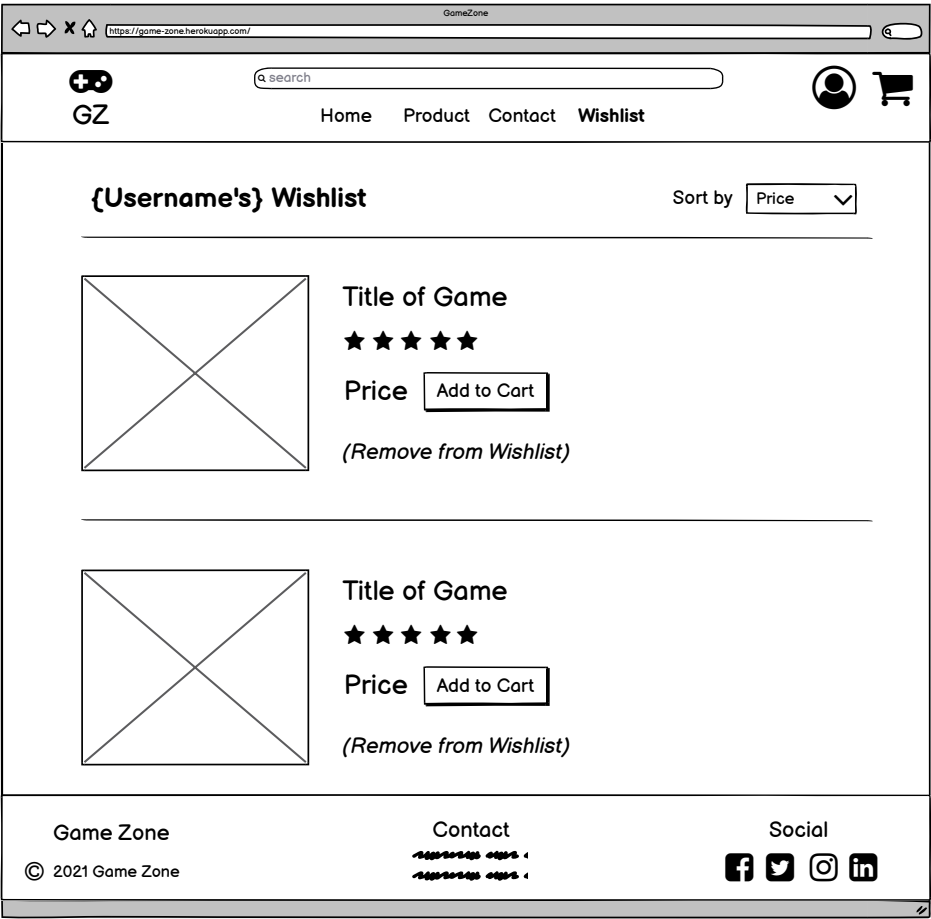 GameZone
https://game-zone.herokuapp.com/
search
GZ
Home Product Contact Wishlist
{Username's} Wishlist
Sort by Price
Title of Game
Price Add to Cart
(Remove from Wishlist)
Title of Game
Price Add to Cart
(Remove from Wishlist)
Game Zone
© 2021 Game Zone
Contact
Social